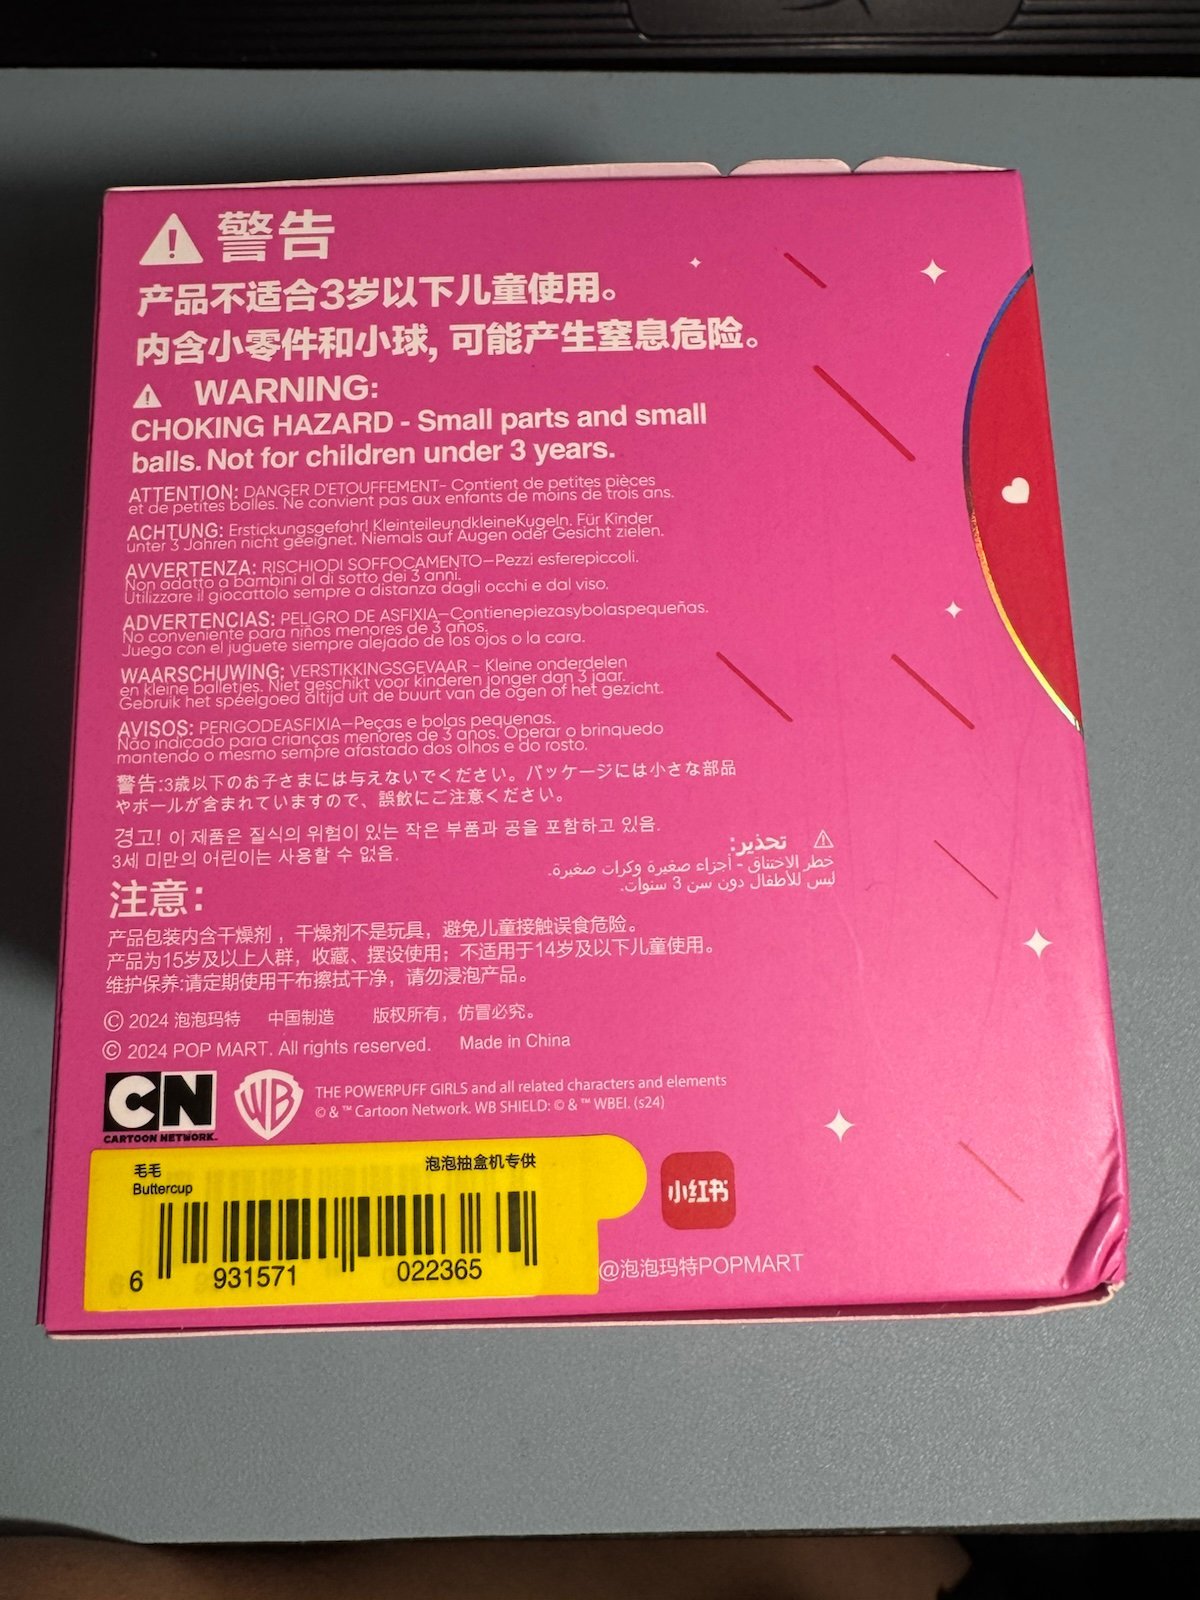 警告
产品不适合3岁以下儿童使用。
内含小零件和小球, 可能产生窒息危险。
WARNING:
CHOKING HAZARD - Small parts and small
balls. Not for children under 3 years.
ATTENTION: DANGER D'ETOUFFEMENT- Contient de petites pièces
et de petites balles. Ne convient pas aux enfants de moins de trois ans.
ACHTUNG: Erstickungsgefahr! KleinteileundkleineKugeln. Für Kinder
unter 3 Jahren nicht geeignet. Niemals auf Augen oder Gesicht zielen.
AVVERTENZA: RISCHIODI SOFFOCAMENTO—Pezzi esferepiccoli.
Non adatto a bambini al di sotto dei 3 anni.
Utilizzare il giocattolo sempre a distanza dagli occhi e dal viso.
ADVERTENCIAS: PELIGRO DE ASFIXIA—Contienepiezasybolaspequeñas.
No conveniente para niños menores de 3 años.
Juega con el juguete siempre alejado de los ojos o la cara.
WAARSCHUWING: VERSTIKKINGSGEVAAR - Kleine onderdelen
en kleine balletjes. Niet geschikt voor kinderen jonger dan 3 jaar.
Gebruik het speelgoed altijd uit de buurt van de ogen of het gezicht.
AVISOS: PERIGODEASFIXIA—Peças e bolas pequenas.
Não indicado para crianças menores de 3 anos. Operar o brinquedo
mantendo o mesmo sempre afastado dos olhos e do rosto.
警告:3歳以下のお子さまには与えないでください。パッケージには小さな部品
やボールが含まれていますので、誤飲にご注意ください。
경고! 이 제품은 질식의 위험이 있는 작은 부품과 공을 포함하고 있음.
3세 미만의 어린이는 사용할 수 없음.
تحذير:
خطر الاختناق - أجزاء صغيرة وكرات صغيرة.
ليس للأطفال دون سن 3 سنوات.
注意:
产品包装内含干燥剂，干燥剂不是玩具，避免儿童接触误食危险。
产品为15岁及以上人群，收藏、摆设使用；不适用于14岁及以下儿童使用。
维护保养:请定期使用干布擦拭干净，请勿浸泡产品。
© 2024 泡泡玛特 中国制造 版权所有，仿冒必究。
© 2024 POP MART. All rights reserved. Made in China
CN
CARTOON NETWORK.
WB
THE POWERPUFF GIRLS and all related characters and elements
© & ™ Cartoon Network. WB SHIELD: © & ™ WBEI. (s24)
毛毛 泡泡抽盒机专供
Buttercup
6 931571 022365
小红书
@泡泡玛特POPMART